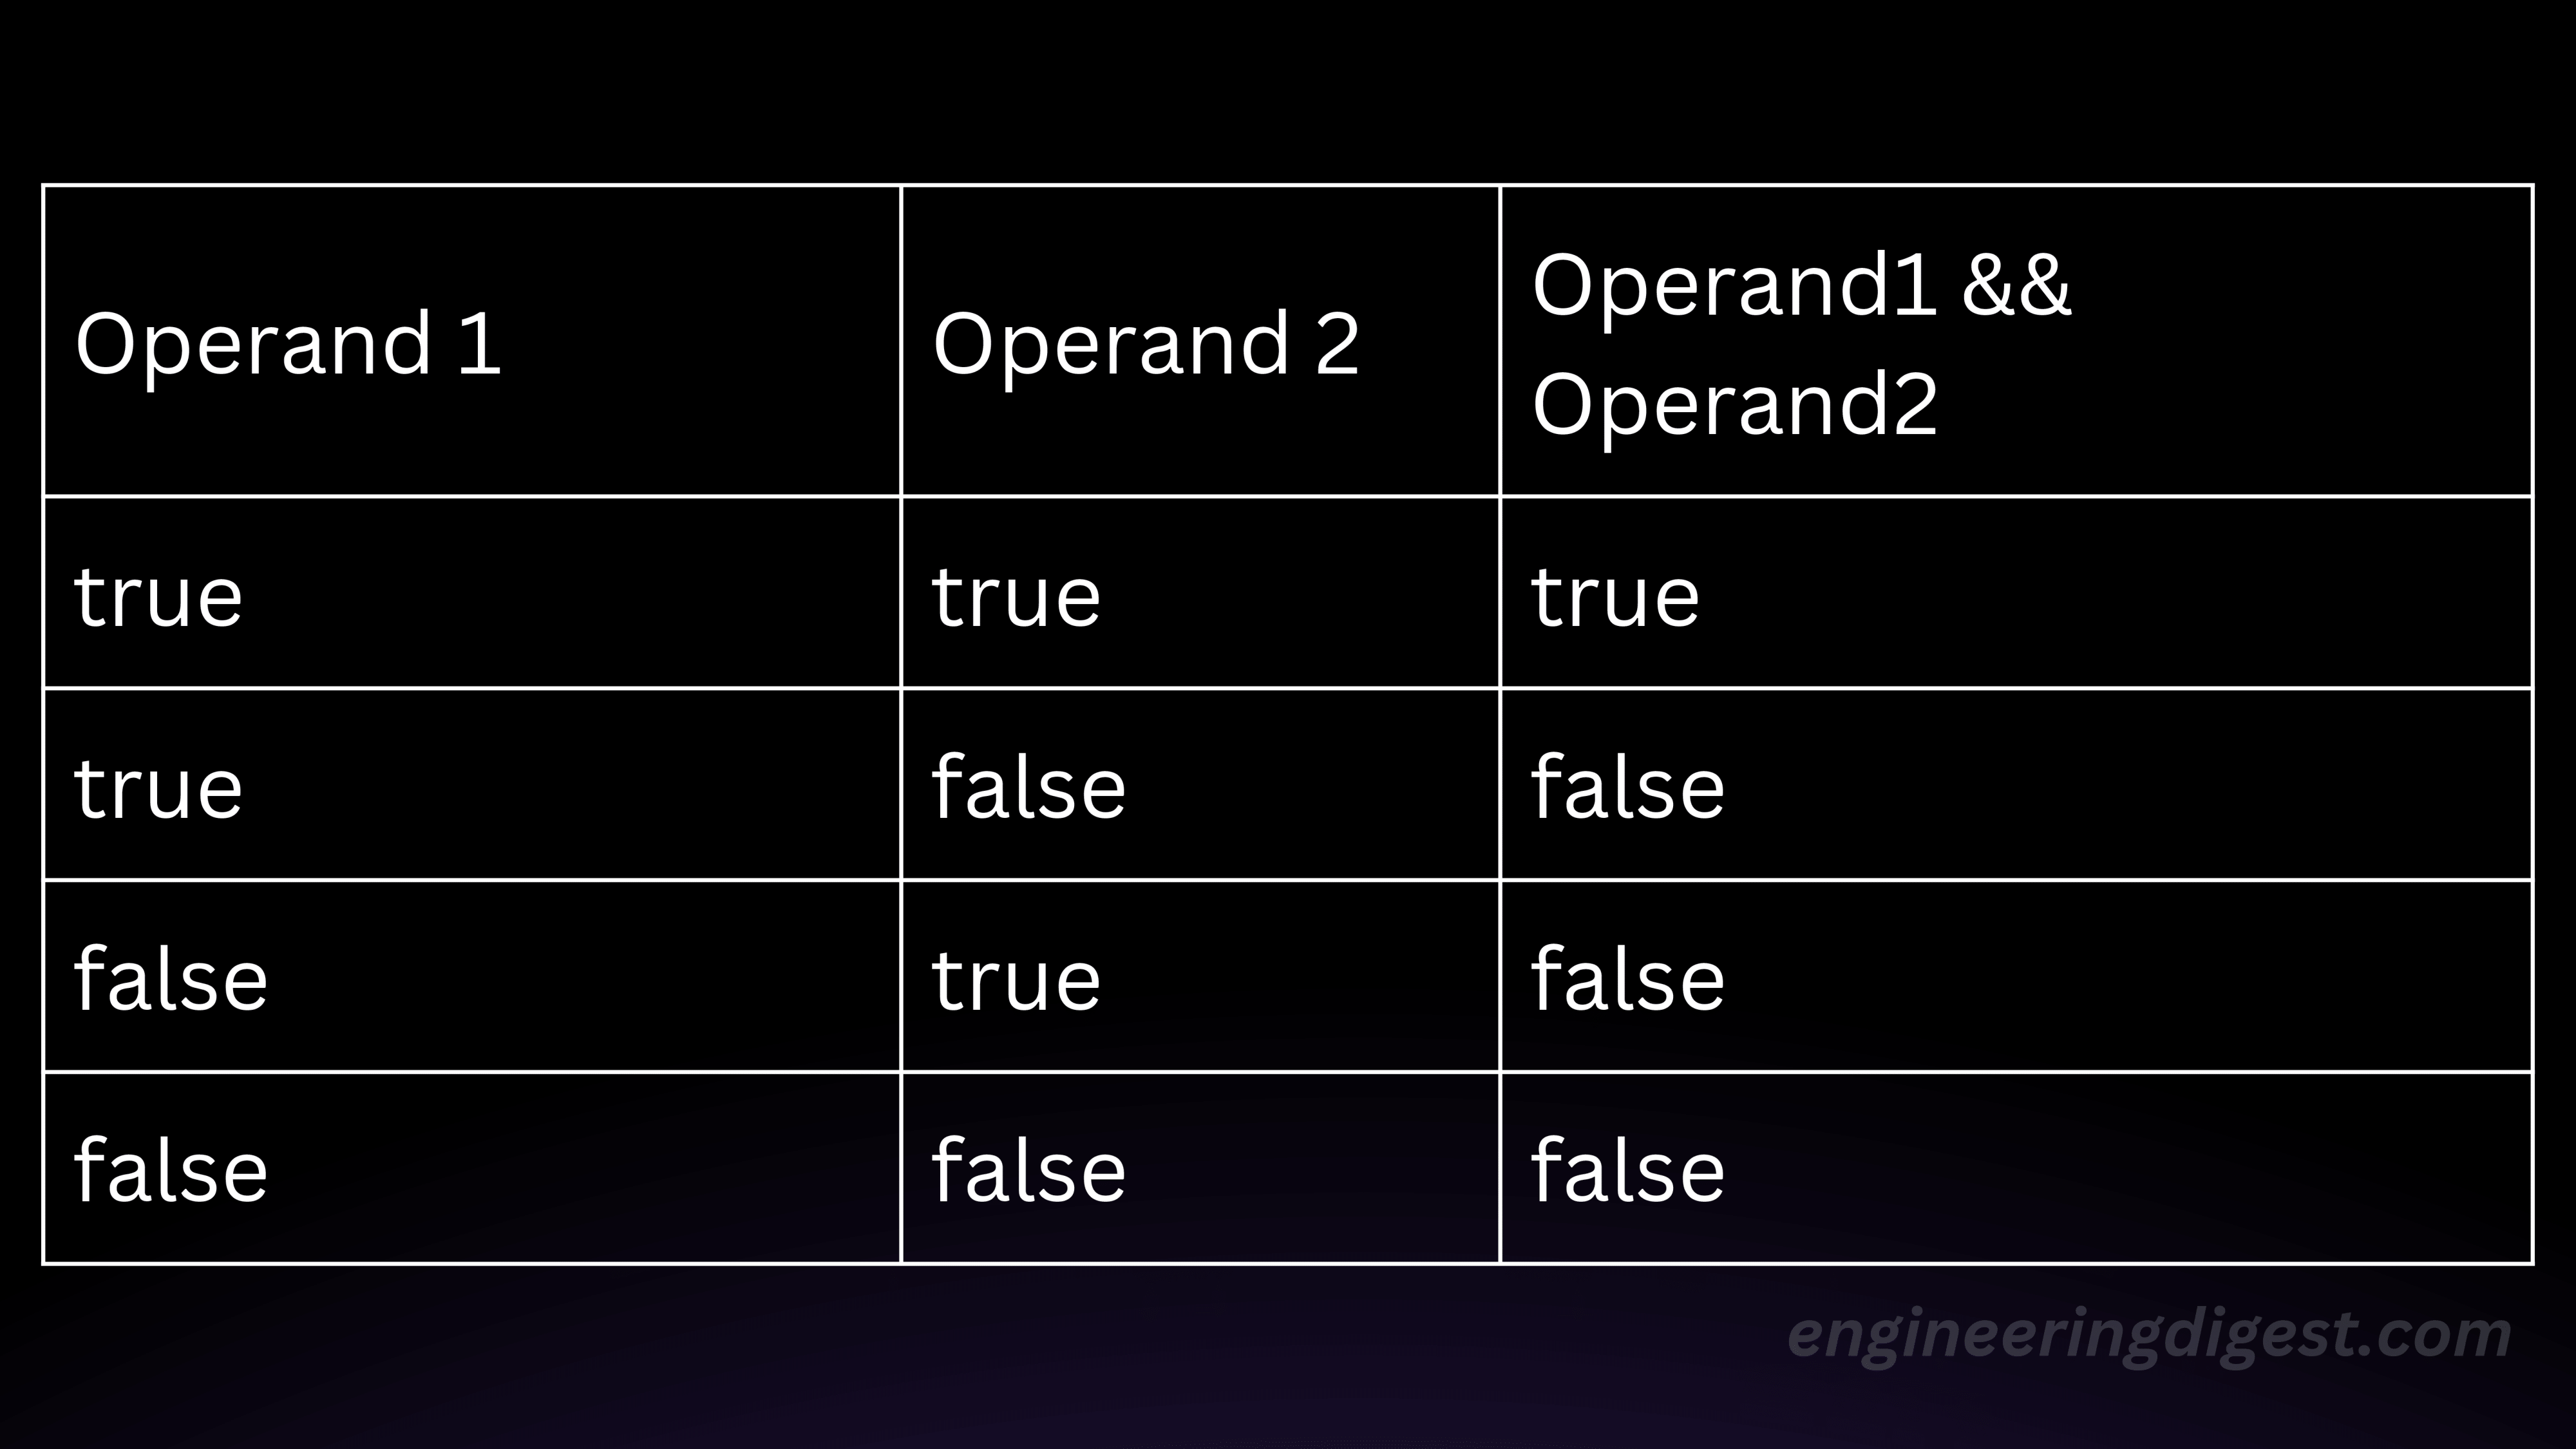 Operand 1
Operand 2
Operand1 &&
Operand2
true
true
true
true
false
false
false
true
false
false
false
false
engineeringdigest.com